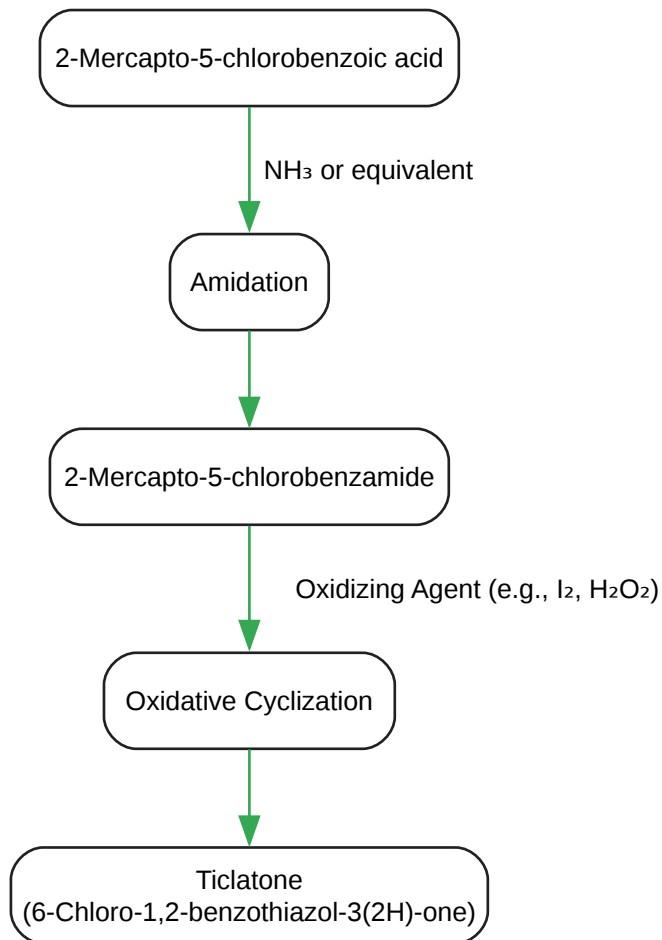 2-Mercapto-5-chlorobenzoic acid
NH₃ or equivalent
Amidation
2-Mercapto-5-chlorobenzamide
Oxidizing Agent (e.g., I₂, H₂O₂)
Oxidative Cyclization
Ticlatone
(6-Chloro-1,2-benzothiazol-3(2H)-one)